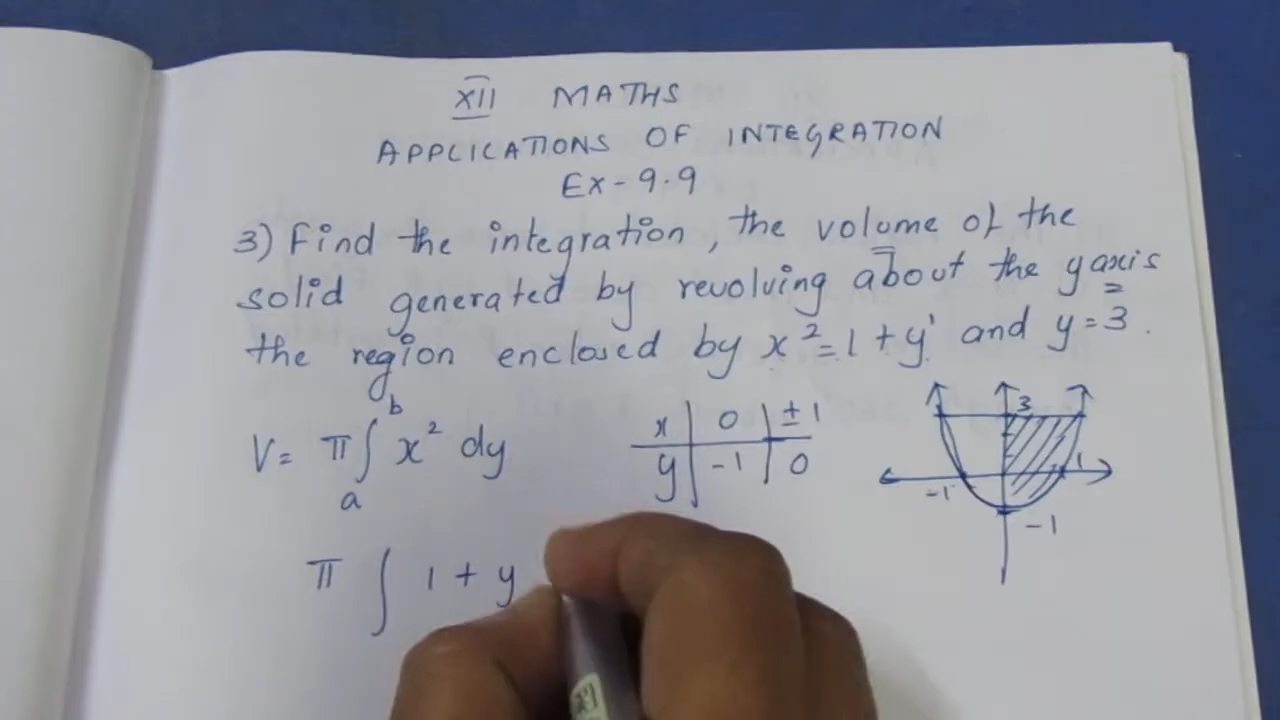 XII MATHS
APPLICATIONS OF INTEGRATION
EX - 9.9
3) Find the integration, the volume of the
solid generated by revolving about the y axis
the region enclosed by x² = 1 + y and y = 3.
V = π ∫ₐᵇ x² dy
x | 0 | ± 1
y | -1 | 0
3
-1 1
-1
π ∫ 1 + y